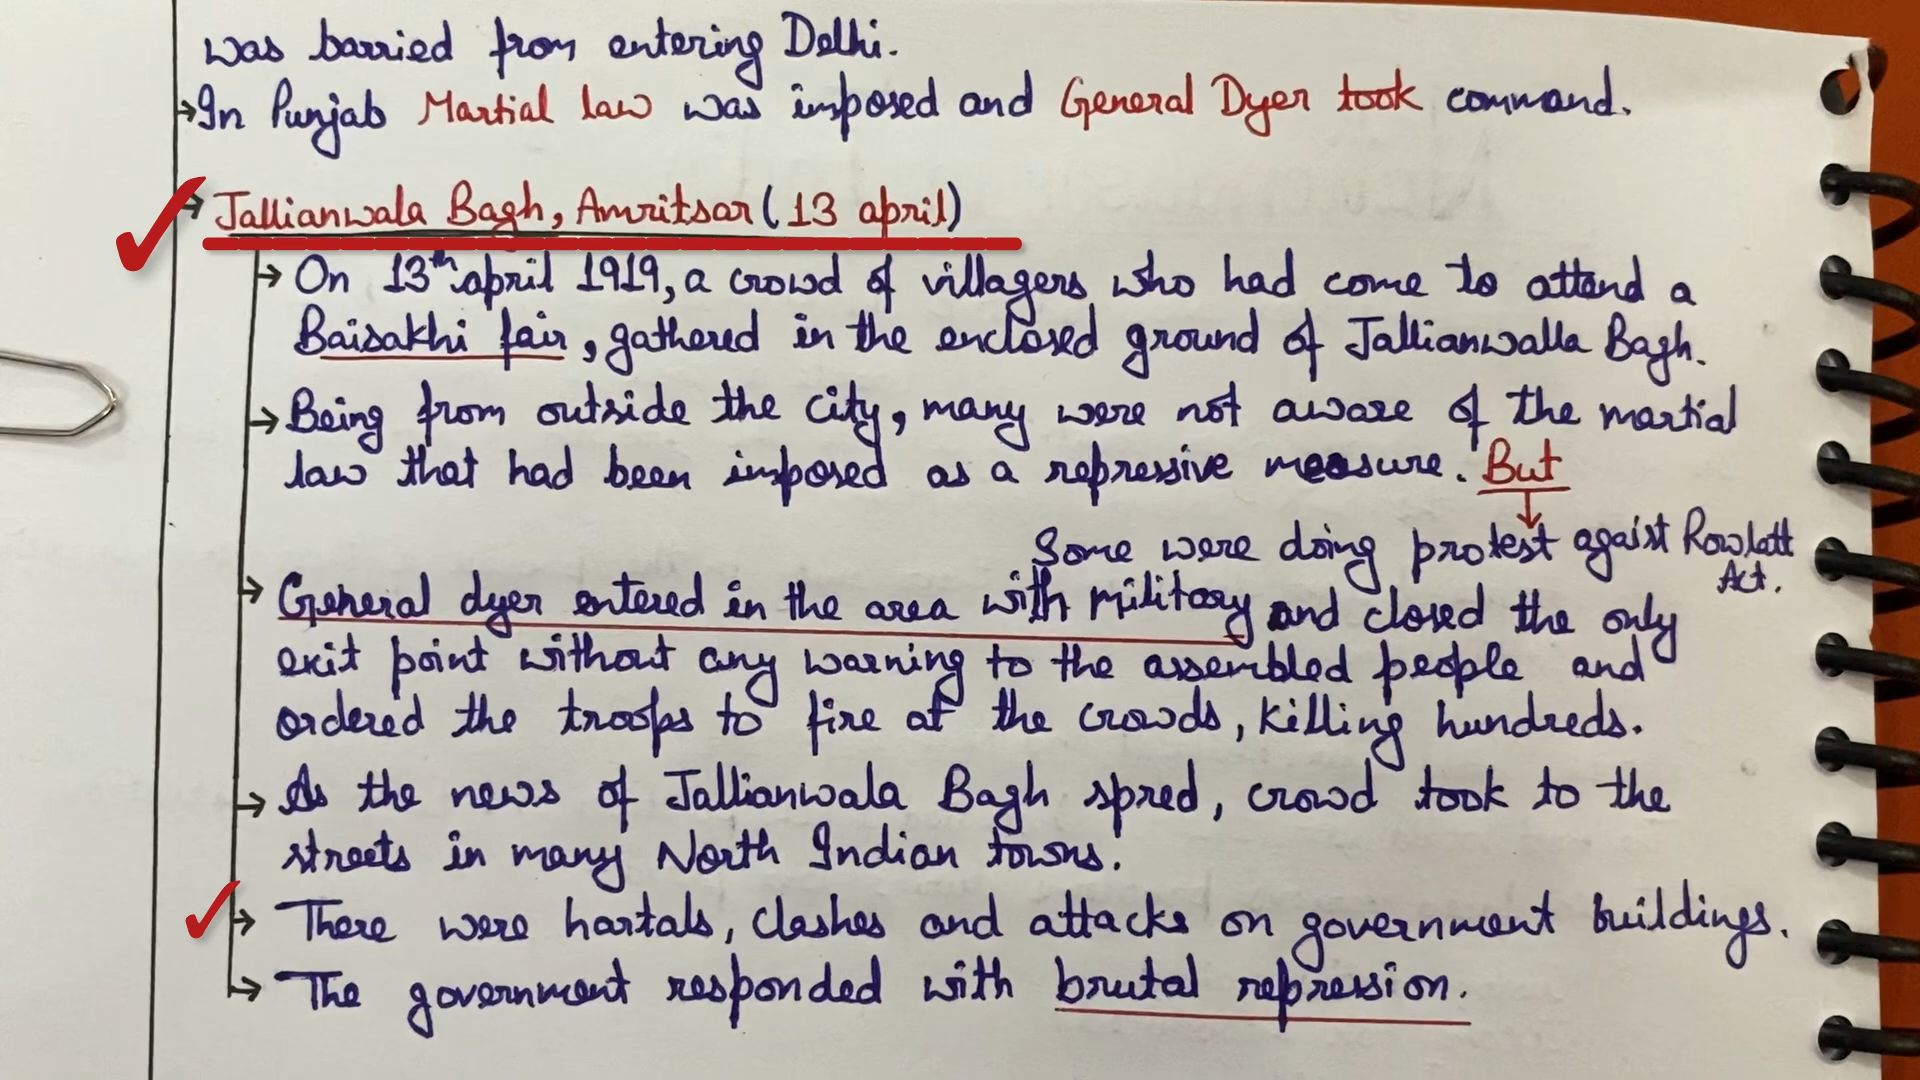 was barried from entering Delhi.
→In Punjab Martial law was imposed and General Dyer took command.
→Jallianwala Bagh, Amritsar (13 april)
→ On 13th april 1919, a crowd of villagers who had come to attend a
Baisakhi fair, gathered in the enclosed ground of Jallianwalla Bagh.
→ Being from outside the city, many were not aware of the martial
law that had been imposed as a repressive measure. But
↓
Some were doing protest agaist Rowlatt
Act.
→ General dyer entered in the area with military and closed the only
exit point without any warning to the assembled people and
ordered the troops to fire at the crowds, killing hundreds.
→ As the news of Jallianwala Bagh spred, crowd took to the
streets in many North Indian towns.
→ There were hartals, clashes and attacks on government buildings.
→ The government responded with brutal repression.